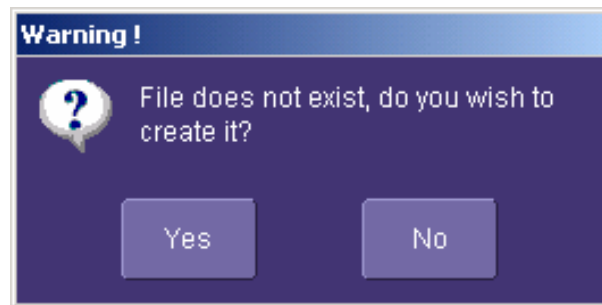 Warning !
File does not exist, do you wish to
create it?
Yes No